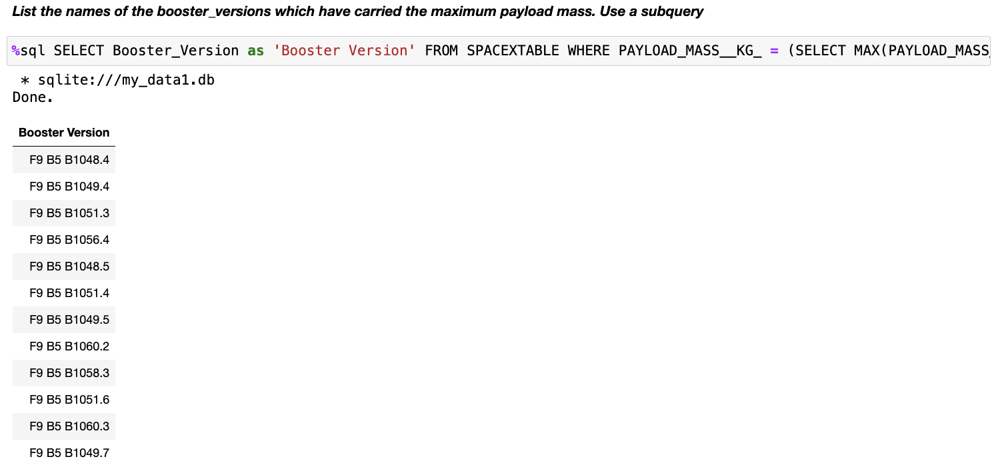 List the names of the booster_versions which have carried the maximum payload mass. Use a subquery
%sql SELECT Booster_Version as 'Booster Version' FROM SPACEXTABLE WHERE PAYLOAD_MASS__KG_ = (SELECT MAX(PAYLOAD_MASS_
* sqlite:///my_data1.db
Done.
Booster Version
F9 B5 B1048.4
F9 B5 B1049.4
F9 B5 B1051.3
F9 B5 B1056.4
F9 B5 B1048.5
F9 B5 B1051.4
F9 B5 B1049.5
F9 B5 B1060.2
F9 B5 B1058.3
F9 B5 B1051.6
F9 B5 B1060.3
F9 B5 B1049.7